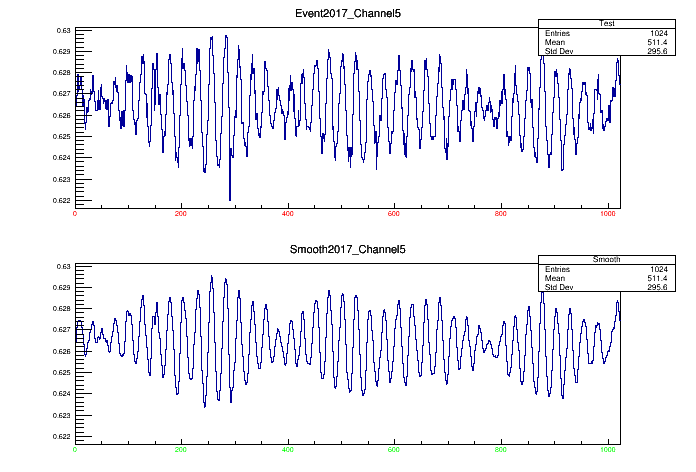 Event2017_Channel5
Test
Entries 1024
Mean 511.4
Std Dev 295.6
0.63
0.629
0.628
0.627
0.626
0.625
0.624
0.623
0.622
0 200 400 600 800 1000
Smooth2017_Channel5
Smooth
Entries 1024
Mean 511.4
Std Dev 295.6
0.63
0.629
0.628
0.627
0.626
0.625
0.624
0.623
0.622
0 200 400 600 800 1000